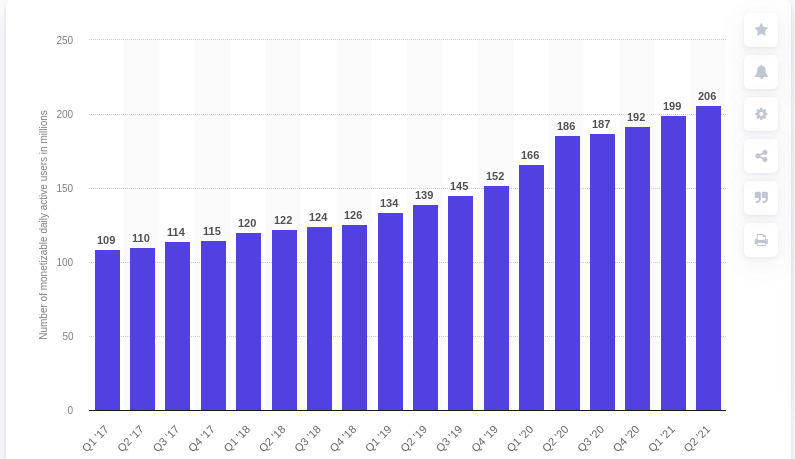 Number of monetizable daily active users in millions
250
200
150
100
50
0
109
110
114
115
120
122
124
126
134
139
145
152
166
186
187
192
199
206
Q1 '17
Q2 '17
Q3 '17
Q4 '17
Q1 '18
Q2 '18
Q3 '18
Q4 '18
Q1 '19
Q2 '19
Q3 '19
Q4 '19
Q1 '20
Q2 '20
Q3 '20
Q4 '20
Q1 '21
Q2 '21